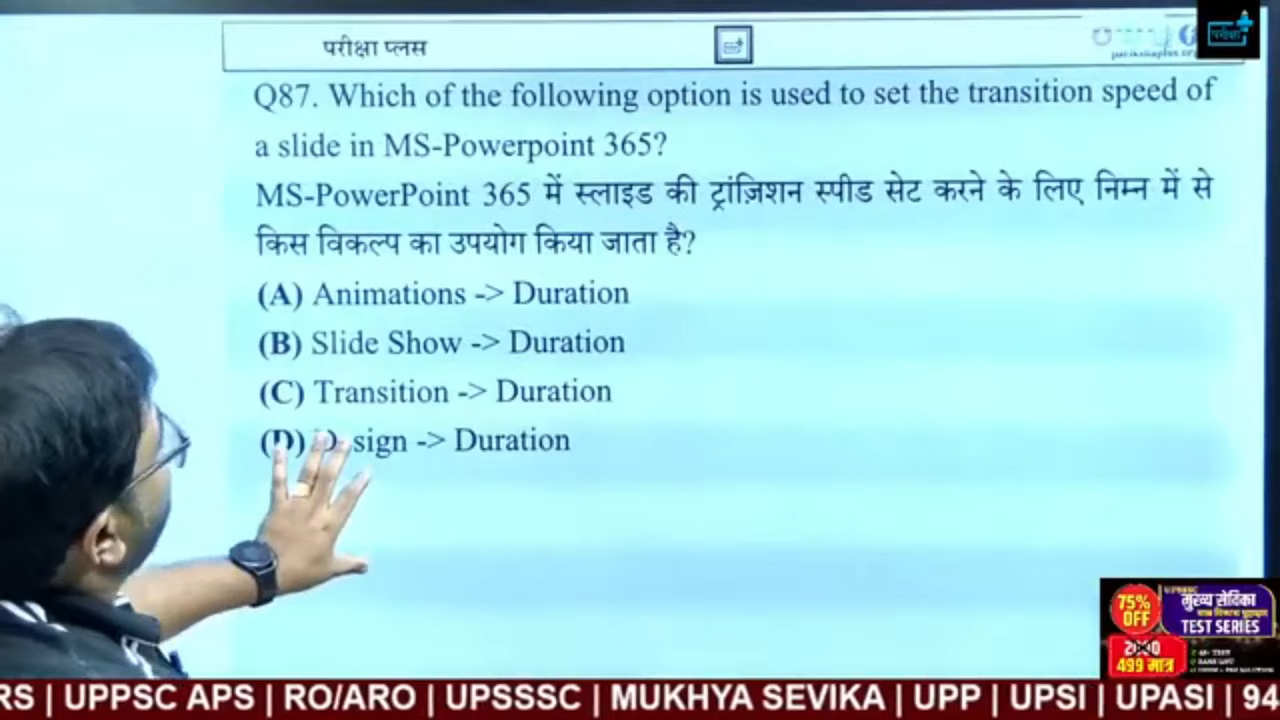 परीक्षा प्लस
परीक्षा
Q87. Which of the following option is used to set the transition speed of
a slide in MS-Powerpoint 365?
MS-PowerPoint 365 में स्लाइड की ट्रांज़िशन स्पीड सेट करने के लिए निम्न में से
किस विकल्प का उपयोग किया जाता है?
(A) Animations -> Duration
(B) Slide Show -> Duration
(C) Transition -> Duration
(D) sign -> Duration
75%
OFF
मुख्य सेविका
TEST SERIES
2000
499 मात्र
RS | UPPSC APS | RO/ARO | UPSSSC | MUKHYA SEVIKA | UPP | UPSI | UPASI | 94